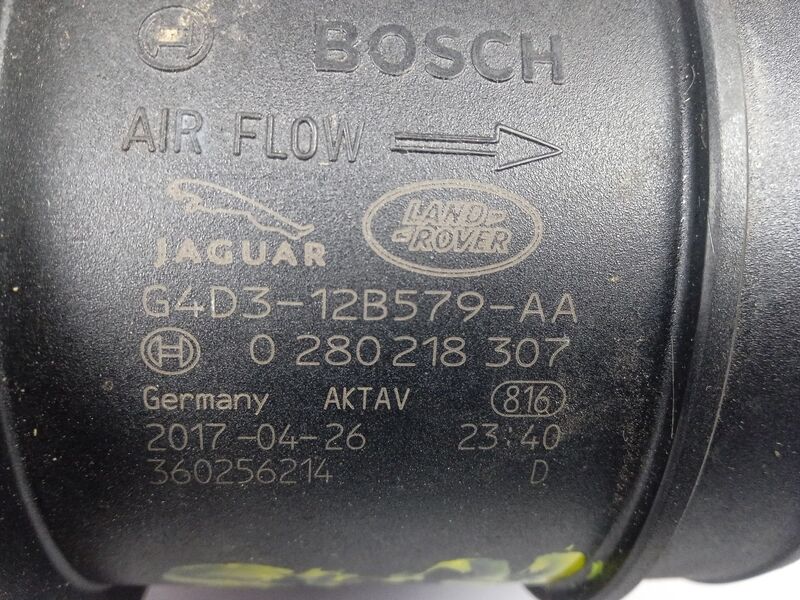 BOSCH
AIR FLOW
JAGUAR LAND-
-ROVER
G4D3-12B579-AA
0 280 218 307
Germany AKTAV 816
2017-04-26 23:40
360256214 D